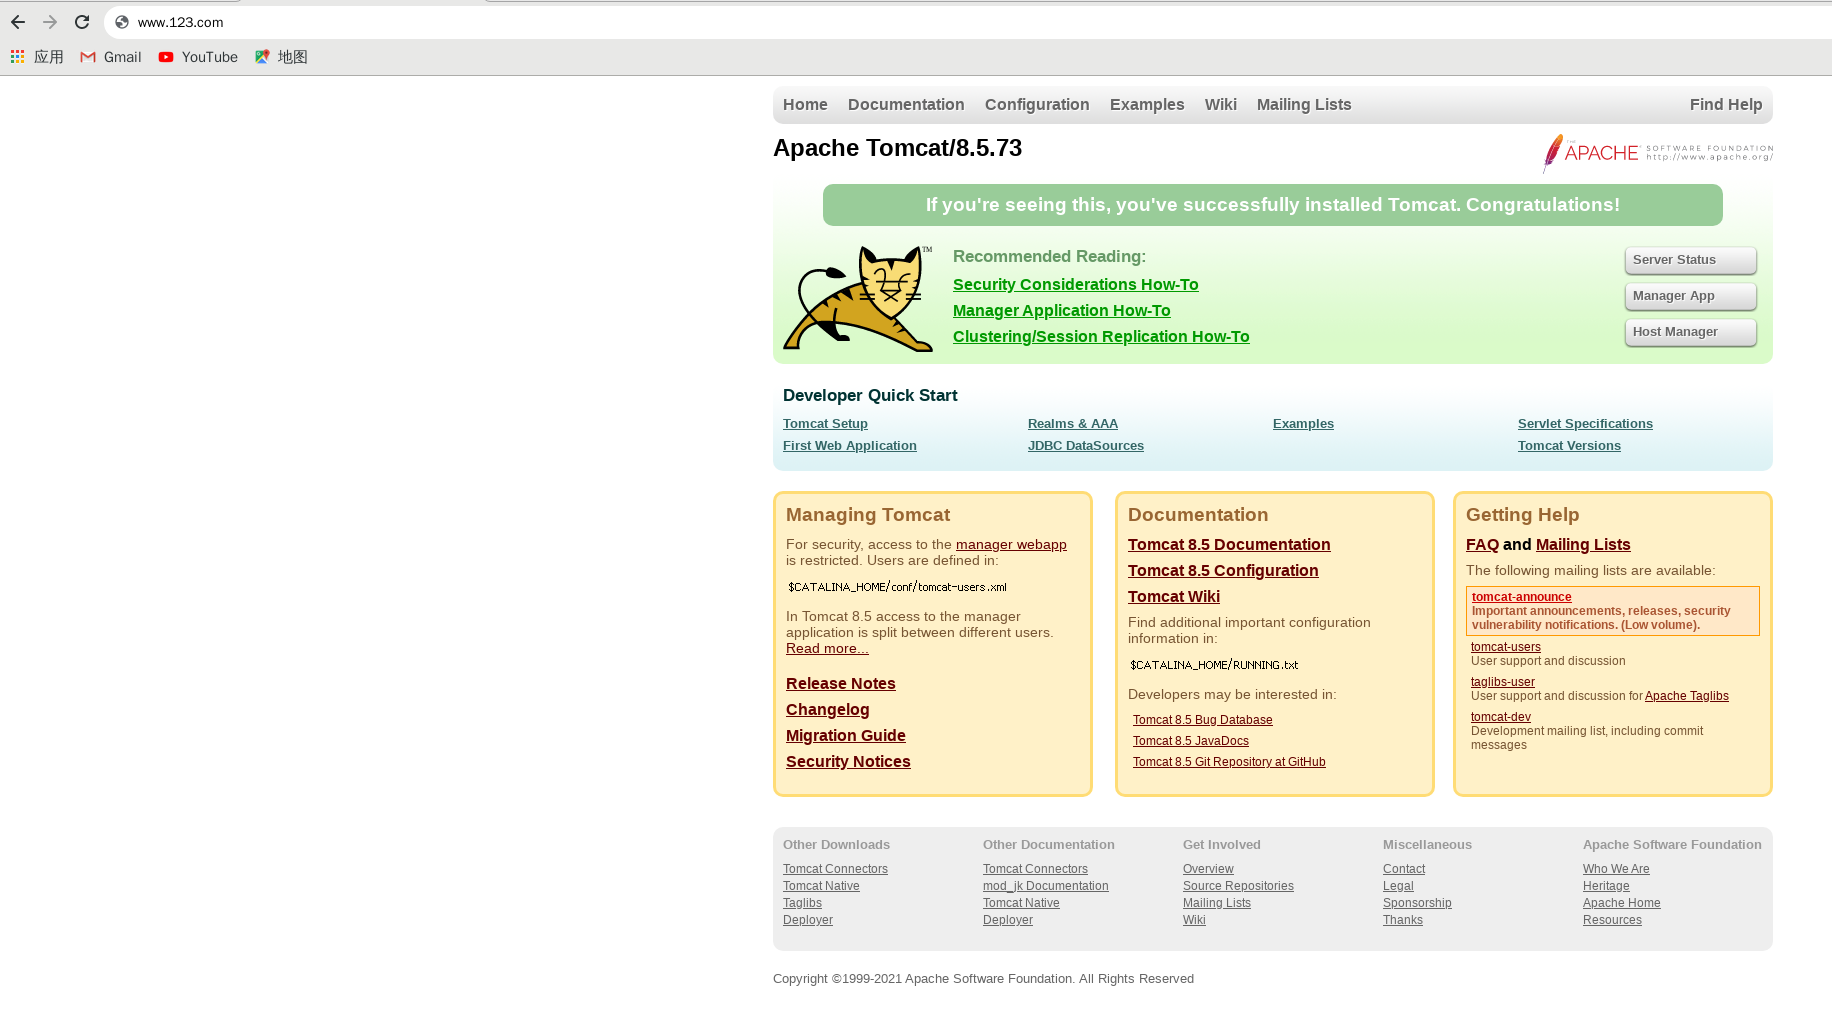 www.123.com
应用 Gmail YouTube 地图
Home Documentation Configuration Examples Wiki Mailing Lists Find Help
Apache Tomcat/8.5.73
THE APACHE SOFTWARE FOUNDATION
http://www.apache.org/
If you're seeing this, you've successfully installed Tomcat. Congratulations!
TM
Recommended Reading:
Security Considerations How-To
Manager Application How-To
Clustering/Session Replication How-To
Server Status
Manager App
Host Manager
Developer Quick Start
Tomcat Setup
First Web Application
Realms & AAA
JDBC DataSources
Examples
Servlet Specifications
Tomcat Versions
Managing Tomcat
For security, access to the manager webapp
is restricted. Users are defined in:
$CATALINA_HOME/conf/tomcat-users.xml
In Tomcat 8.5 access to the manager
application is split between different users.
Read more...
Release Notes
Changelog
Migration Guide
Security Notices
Documentation
Tomcat 8.5 Documentation
Tomcat 8.5 Configuration
Tomcat Wiki
Find additional important configuration
information in:
$CATALINA_HOME/RUNNING.txt
Developers may be interested in:
Tomcat 8.5 Bug Database
Tomcat 8.5 JavaDocs
Tomcat 8.5 Git Repository at GitHub
Getting Help
FAQ and Mailing Lists
The following mailing lists are available:
tomcat-announce
Important announcements, releases, security
vulnerability notifications. (Low volume).
tomcat-users
User support and discussion
taglibs-user
User support and discussion for Apache Taglibs
tomcat-dev
Development mailing list, including commit
messages
Other Downloads
Tomcat Connectors
Tomcat Native
Taglibs
Deployer
Other Documentation
Tomcat Connectors
mod_jk Documentation
Tomcat Native
Deployer
Get Involved
Overview
Source Repositories
Mailing Lists
Wiki
Miscellaneous
Contact
Legal
Sponsorship
Thanks
Apache Software Foundation
Who We Are
Heritage
Apache Home
Resources
Copyright ©1999-2021 Apache Software Foundation. All Rights Reserved